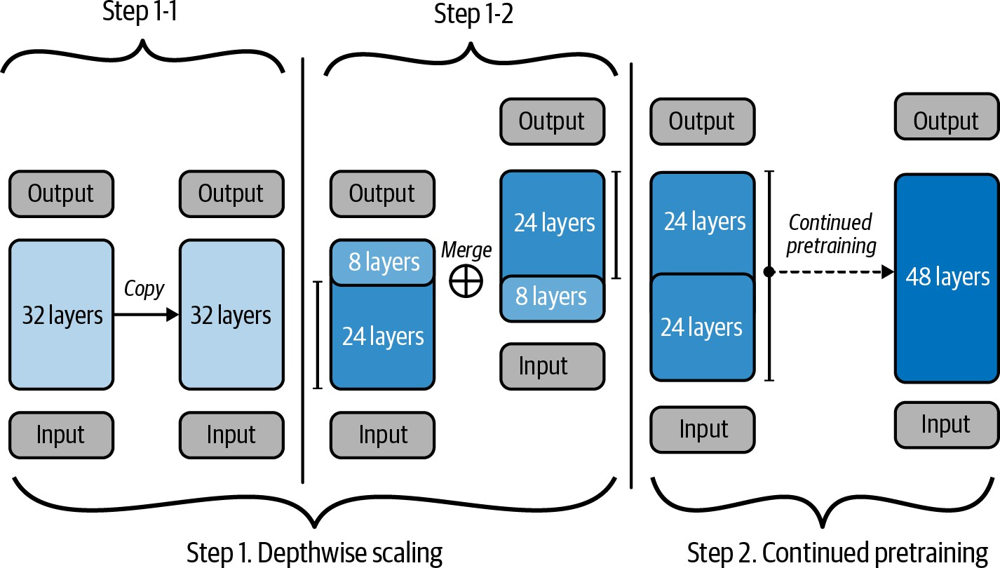 Step 1-1
Step 1-2
Output
Output
32 layers
Copy
32 layers
Input
Input
Output
8 layers
24 layers
Input
Merge
Output
24 layers
8 layers
Input
Output
24 layers
24 layers
Input
Continued
pretraining
Output
48 layers
Input
Step 1. Depthwise scaling
Step 2. Continued pretraining